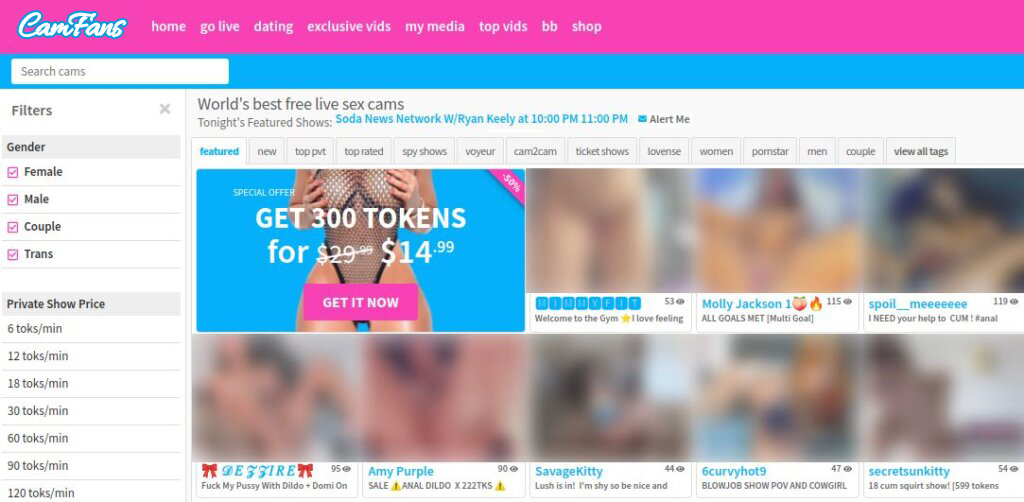 CamFans
home go live dating exclusive vids my media top vids bb shop
Search cams
Filters ×
Gender
Female
Male
Couple
Trans
Private Show Price
6 toks/min
12 toks/min
18 toks/min
30 toks/min
60 toks/min
90 toks/min
120 toks/min
World's best free live sex cams
Tonight's Featured Shows: Soda News Network W/Ryan Keely at 10:00 PM 11:00 PM Alert Me
featured new top pvt top rated spy shows voyeur cam2cam ticket shows lovense women pornstar men couple view all tags
-50%
SPECIAL OFFER
GET 300 TOKENS
for $29.99 $14.99
GET IT NOW
🅼🅸🅼🅼🆈🅵🅸🆃 53
Welcome to the Gym ⭐I love feeling
Molly Jackson 1🍑🔥 115
ALL GOALS MET [Multi Goal]
spoil__meeeeeee 119
I NEED your help to CUM ! #anal
🎀 𝓓𝓔𝓩𝓩𝓘𝓡𝓔🎀 95
Fuck My Pussy With Dildo + Domi On
Amy Purple 90
SALE ⚠️ANAL DILDO X 222TKS ⚠️
SavageKitty 44
Lush is in! I'm shy so be nice and
6curvyhot9 47
BLOWJOB SHOW POV AND COWGIRL
secretsunkitty 54
18 cum squirt show! [599 tokens